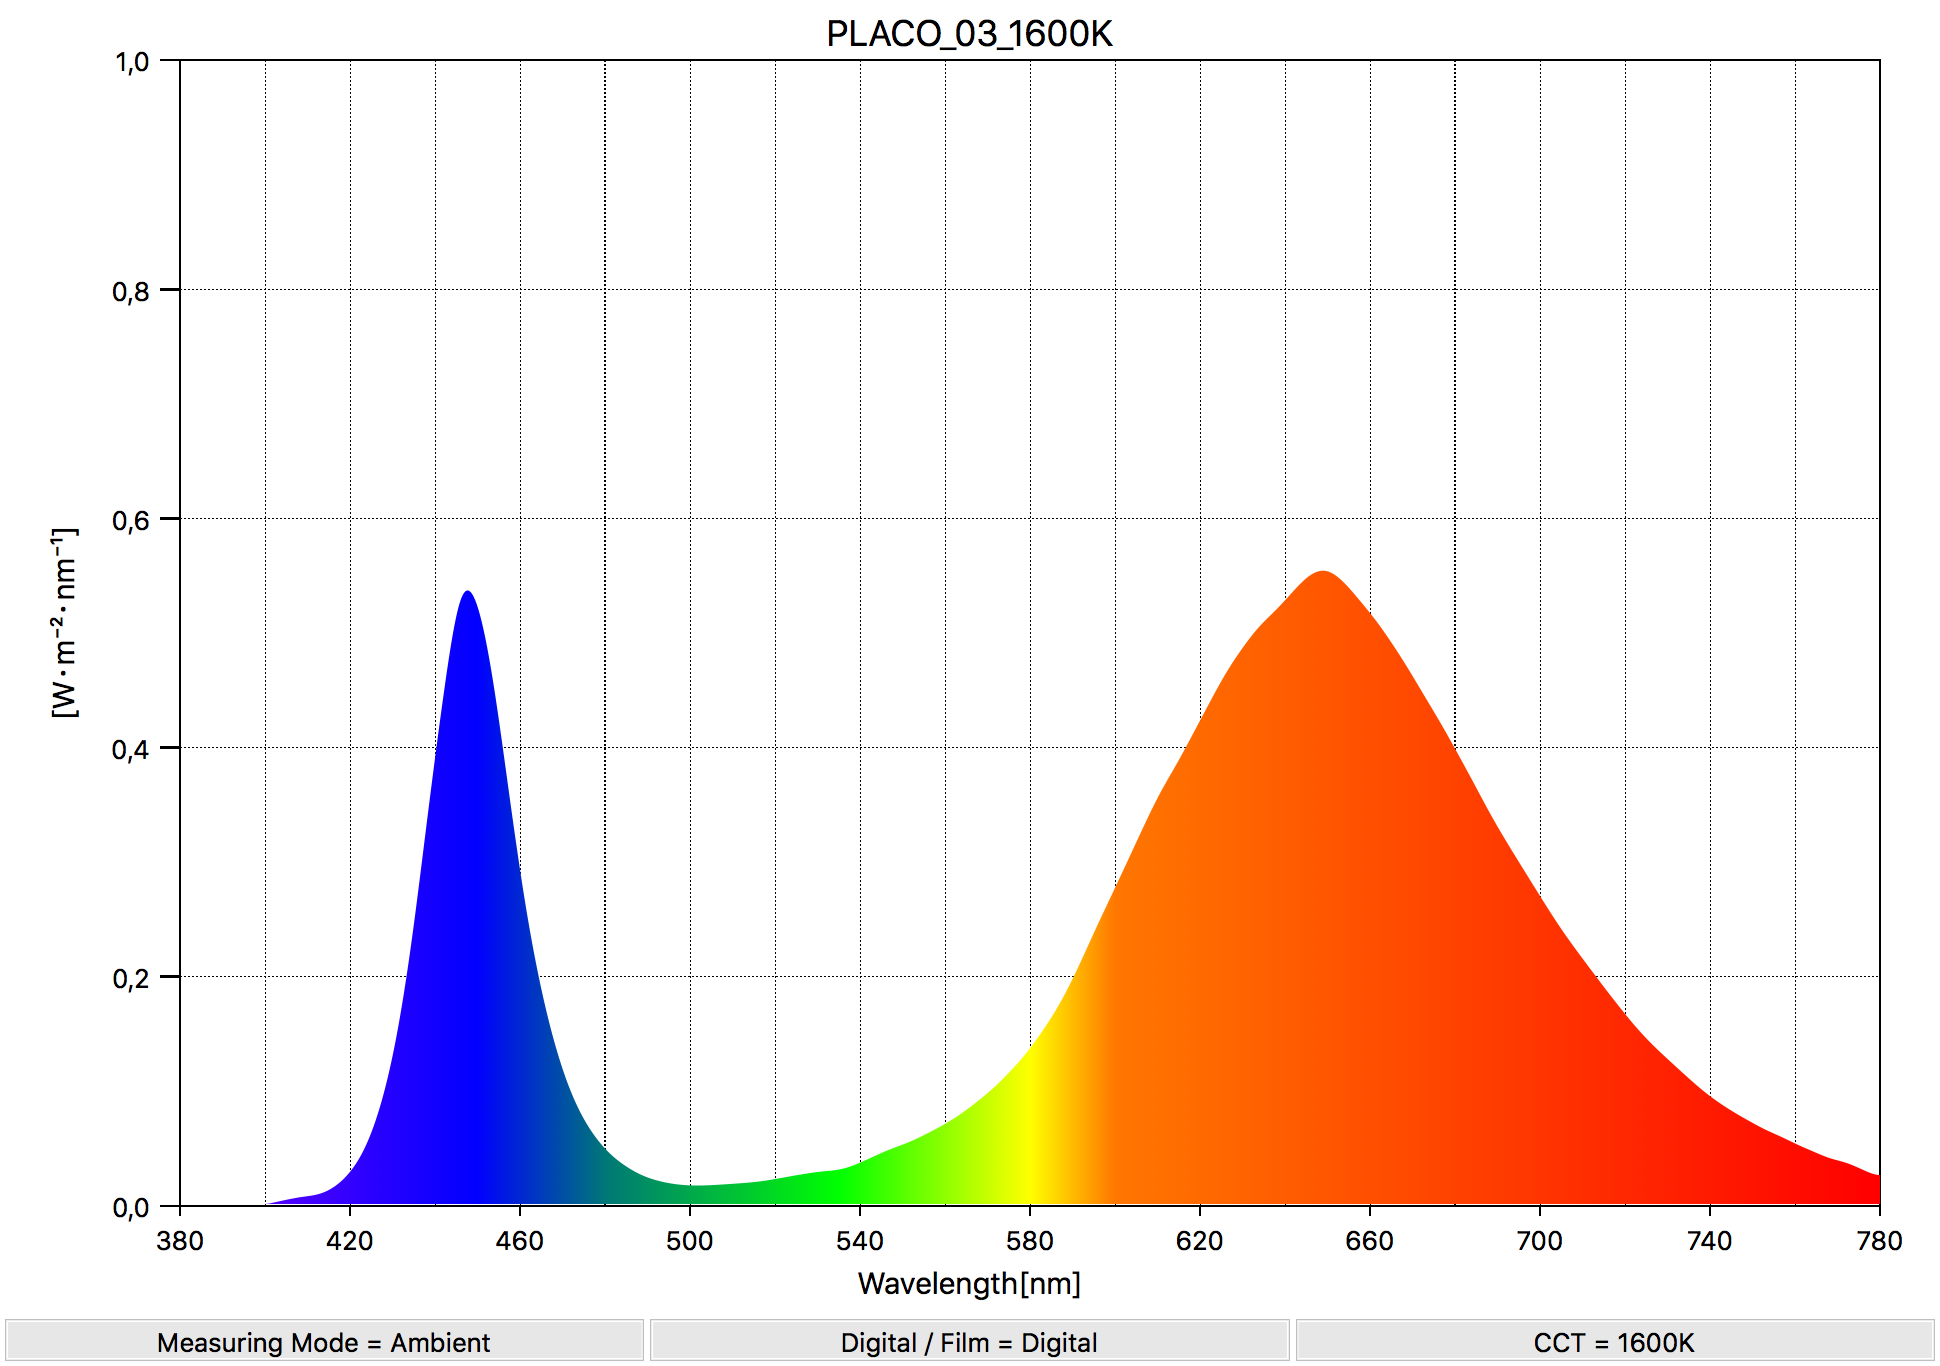 PLACO_03_1600K
1,0
0,8
0,6
0,4
0,2
0,0
[W·m⁻²·nm⁻¹]
380 420 460 500 540 580 620 660 700 740 780
Wavelength[nm]
Measuring Mode = Ambient
Digital / Film = Digital
CCT = 1600K